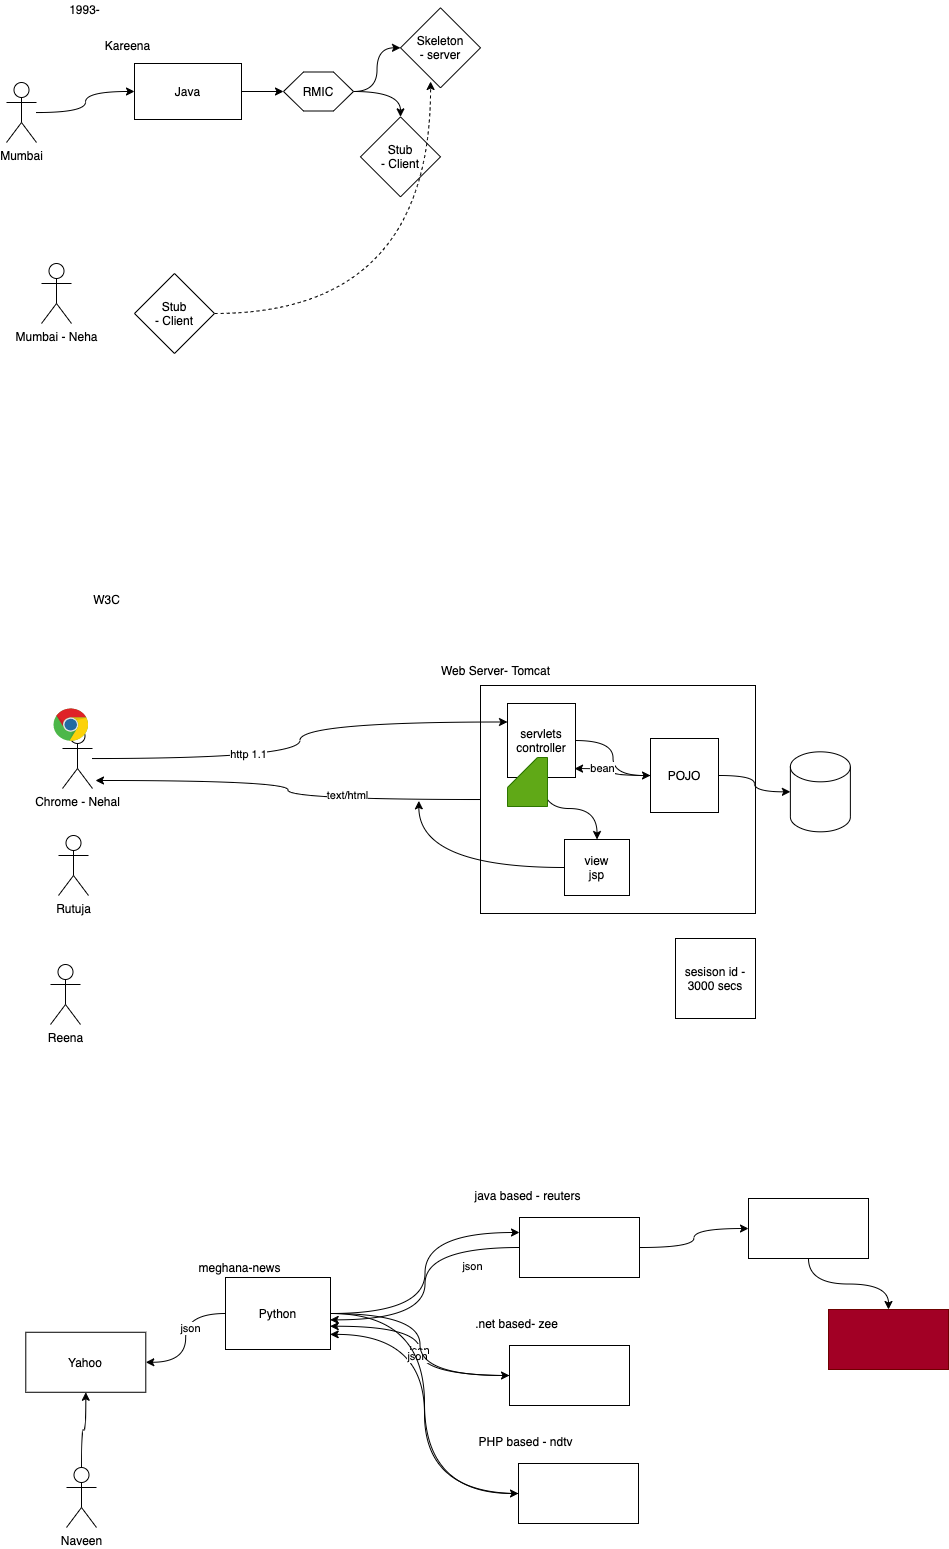 1993-
Kareena
Skeleton
- server
Java
RMIC
Mumbai
Stub
- Client
Stub
- Client
Mumbai - Neha
W3C
Web Server- Tomcat
servlets
controller
http 1.1
bean
POJO
Chrome - Nehal
text/html
view
jsp
Rutuja
sesison id -
3000 secs
Reena
java based - reuters
meghana-news
json
Python
json
.net based- zee
json
json
Yahoo
PHP based - ndtv
Naveen